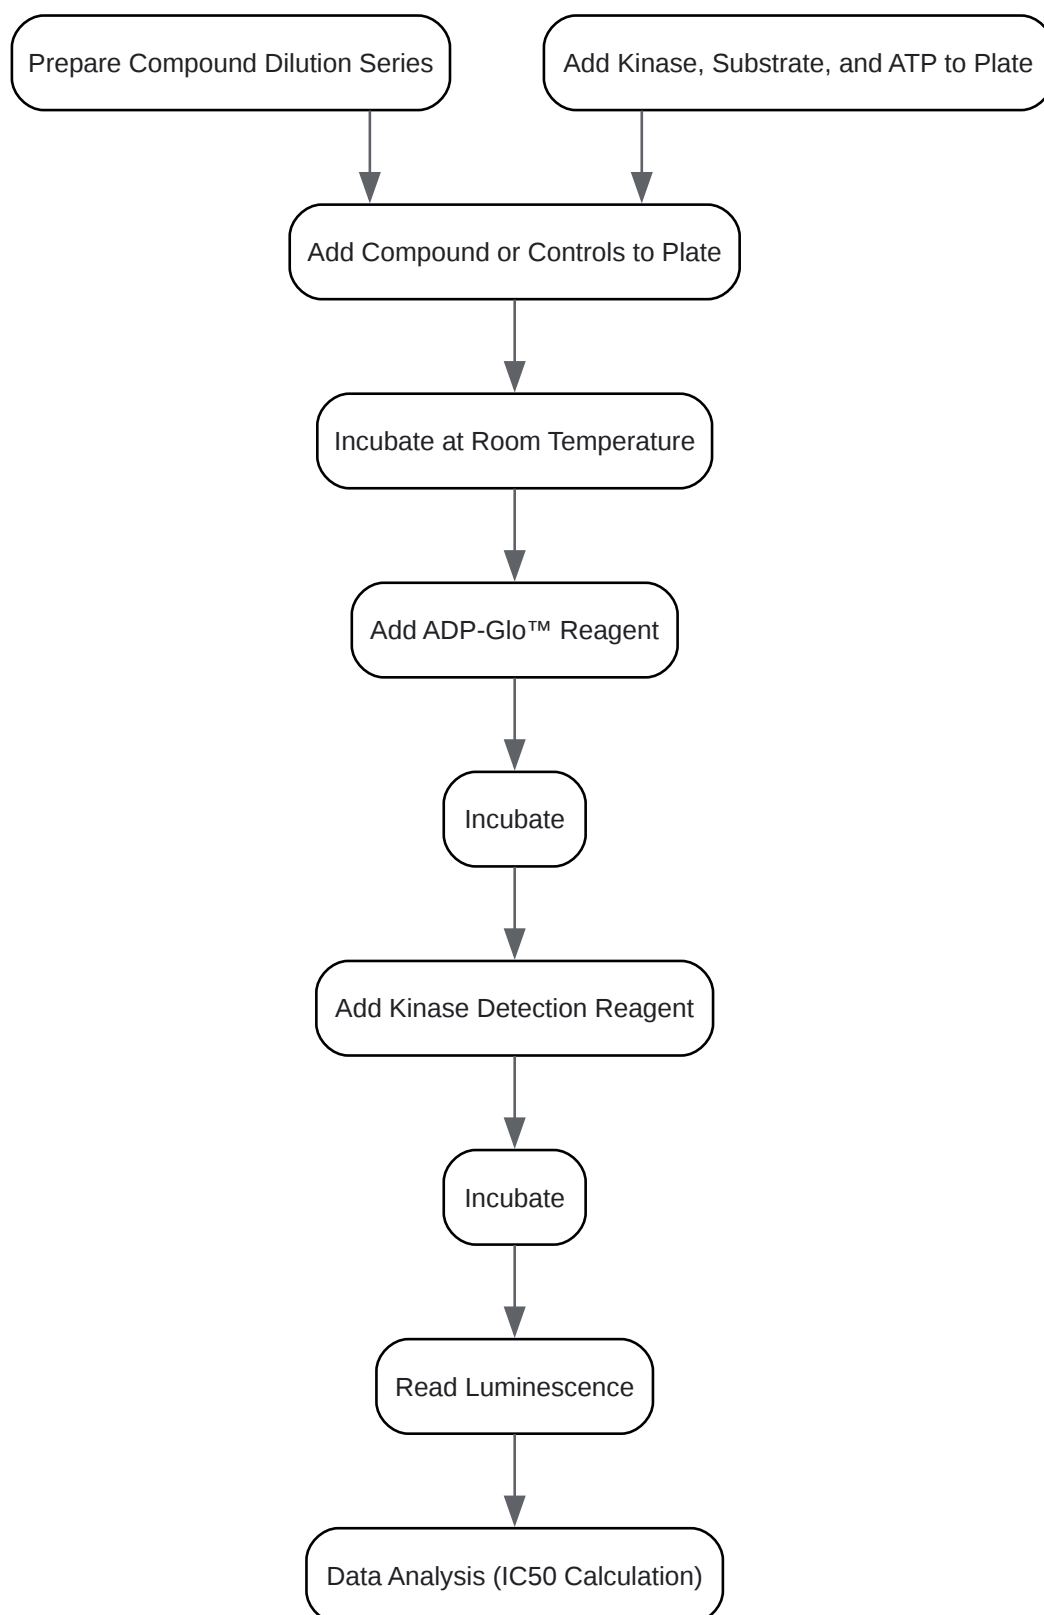 Prepare Compound Dilution Series
Add Kinase, Substrate, and ATP to Plate
Add Compound or Controls to Plate
Incubate at Room Temperature
Add ADP-Glo™ Reagent
Incubate
Add Kinase Detection Reagent
Incubate
Read Luminescence
Data Analysis (IC50 Calculation)